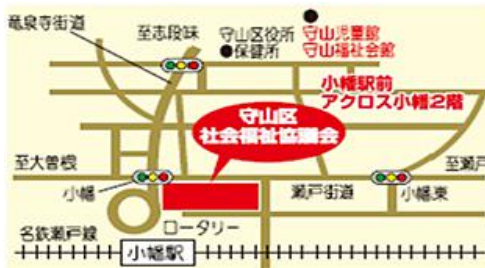 竜泉寺街道
至志段味
守山区役所
●保健所
守山児童館
守山福祉会館
小幡駅前
アクロス小幡2階
守山区
社会福祉協議会
至大曽根
至瀬戸
小幡
瀬戸街道
小幡東
ロータリー
名鉄瀬戸線
小幡駅